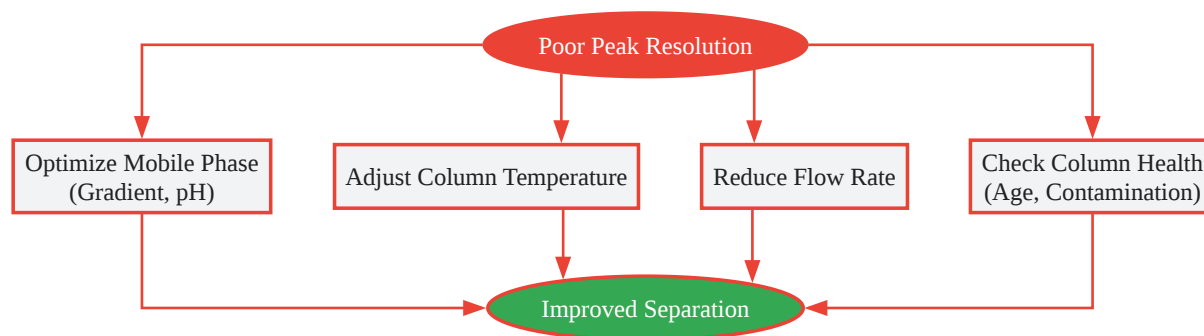 Poor Peak Resolution
Optimize Mobile Phase
(Gradient, pH)
Adjust Column Temperature
Reduce Flow Rate
Check Column Health
(Age, Contamination)
Improved Separation